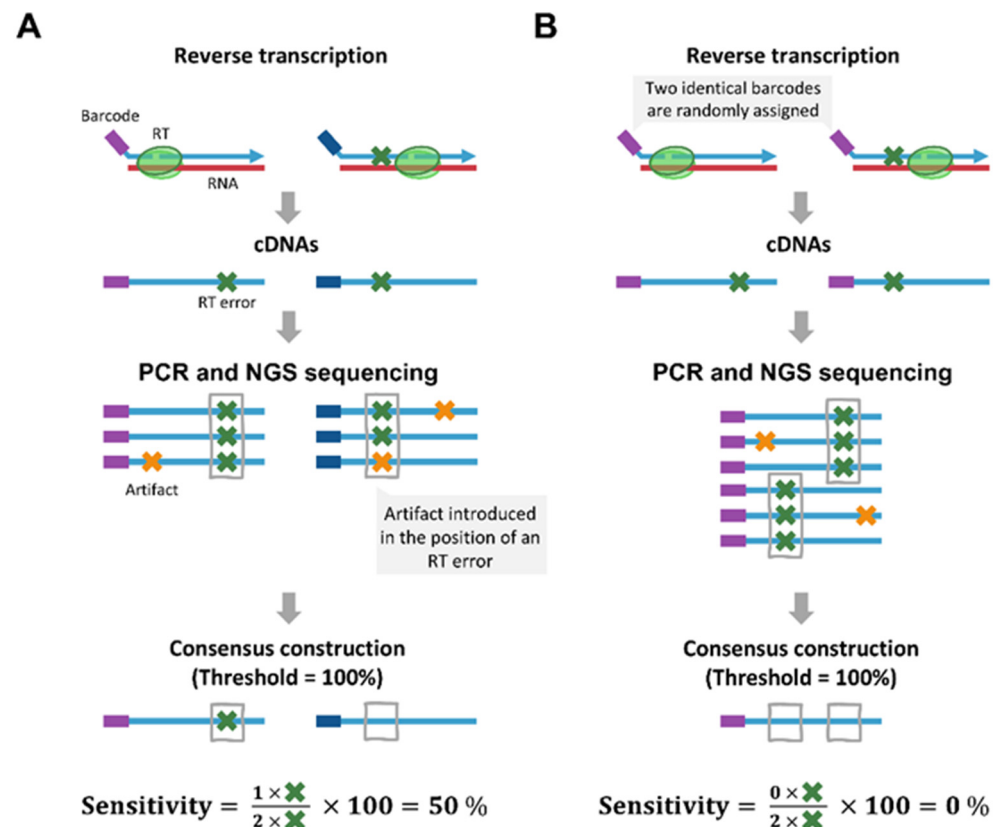 A
Reverse transcription
Barcode
RT
RNA
cDNAs
RT error
PCR and NGS sequencing
Artifact
Artifact introduced
in the position of an
RT error
Consensus construction
(Threshold = 100%)
Sensitivity = 1 × / 2 × × 100 = 50 %
B
Reverse transcription
Two identical barcodes
are randomly assigned
cDNAs
PCR and NGS sequencing
Consensus construction
(Threshold = 100%)
Sensitivity = 0 × / 2 × × 100 = 0 %